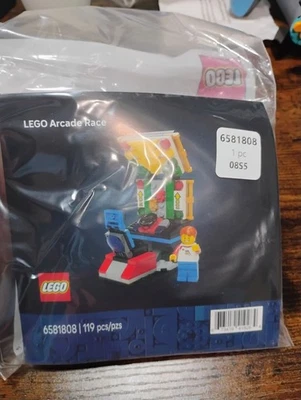 LEGO
LEGO Arcade Race
6581808
1 pc
0855
LEGO
6581808 | 119 pcs/pzs